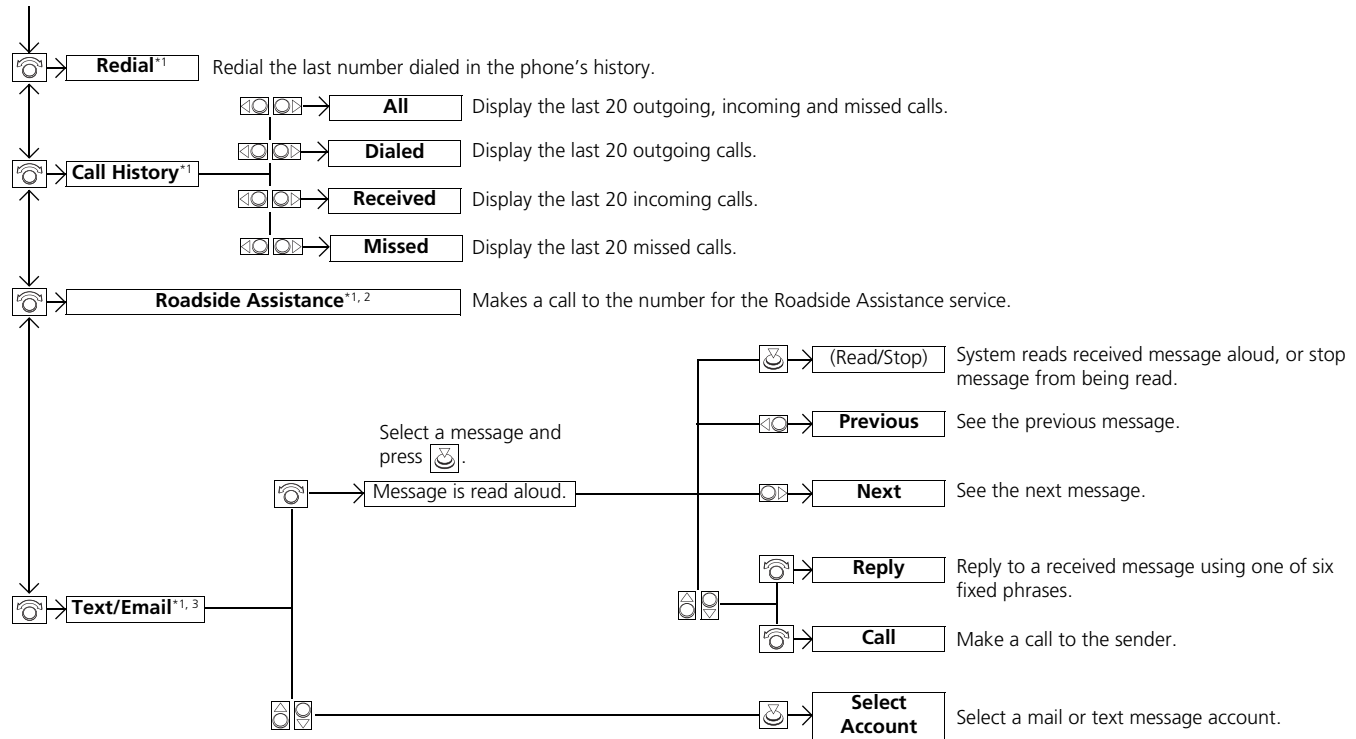 Redial*1 Redial the last number dialed in the phone's history.
All Display the last 20 outgoing, incoming and missed calls.
Dialed Display the last 20 outgoing calls.
Call History*1
Received Display the last 20 incoming calls.
Missed Display the last 20 missed calls.
Roadside Assistance*1, 2 Makes a call to the number for the Roadside Assistance service.
(Read/Stop) System reads received message aloud, or stop
message from being read.
Previous See the previous message.
Select a message and
press .
Message is read aloud.
Next See the next message.
Reply Reply to a received message using one of six
fixed phrases.
Text/Email*1, 3
Call Make a call to the sender.
Select
Account Select a mail or text message account.